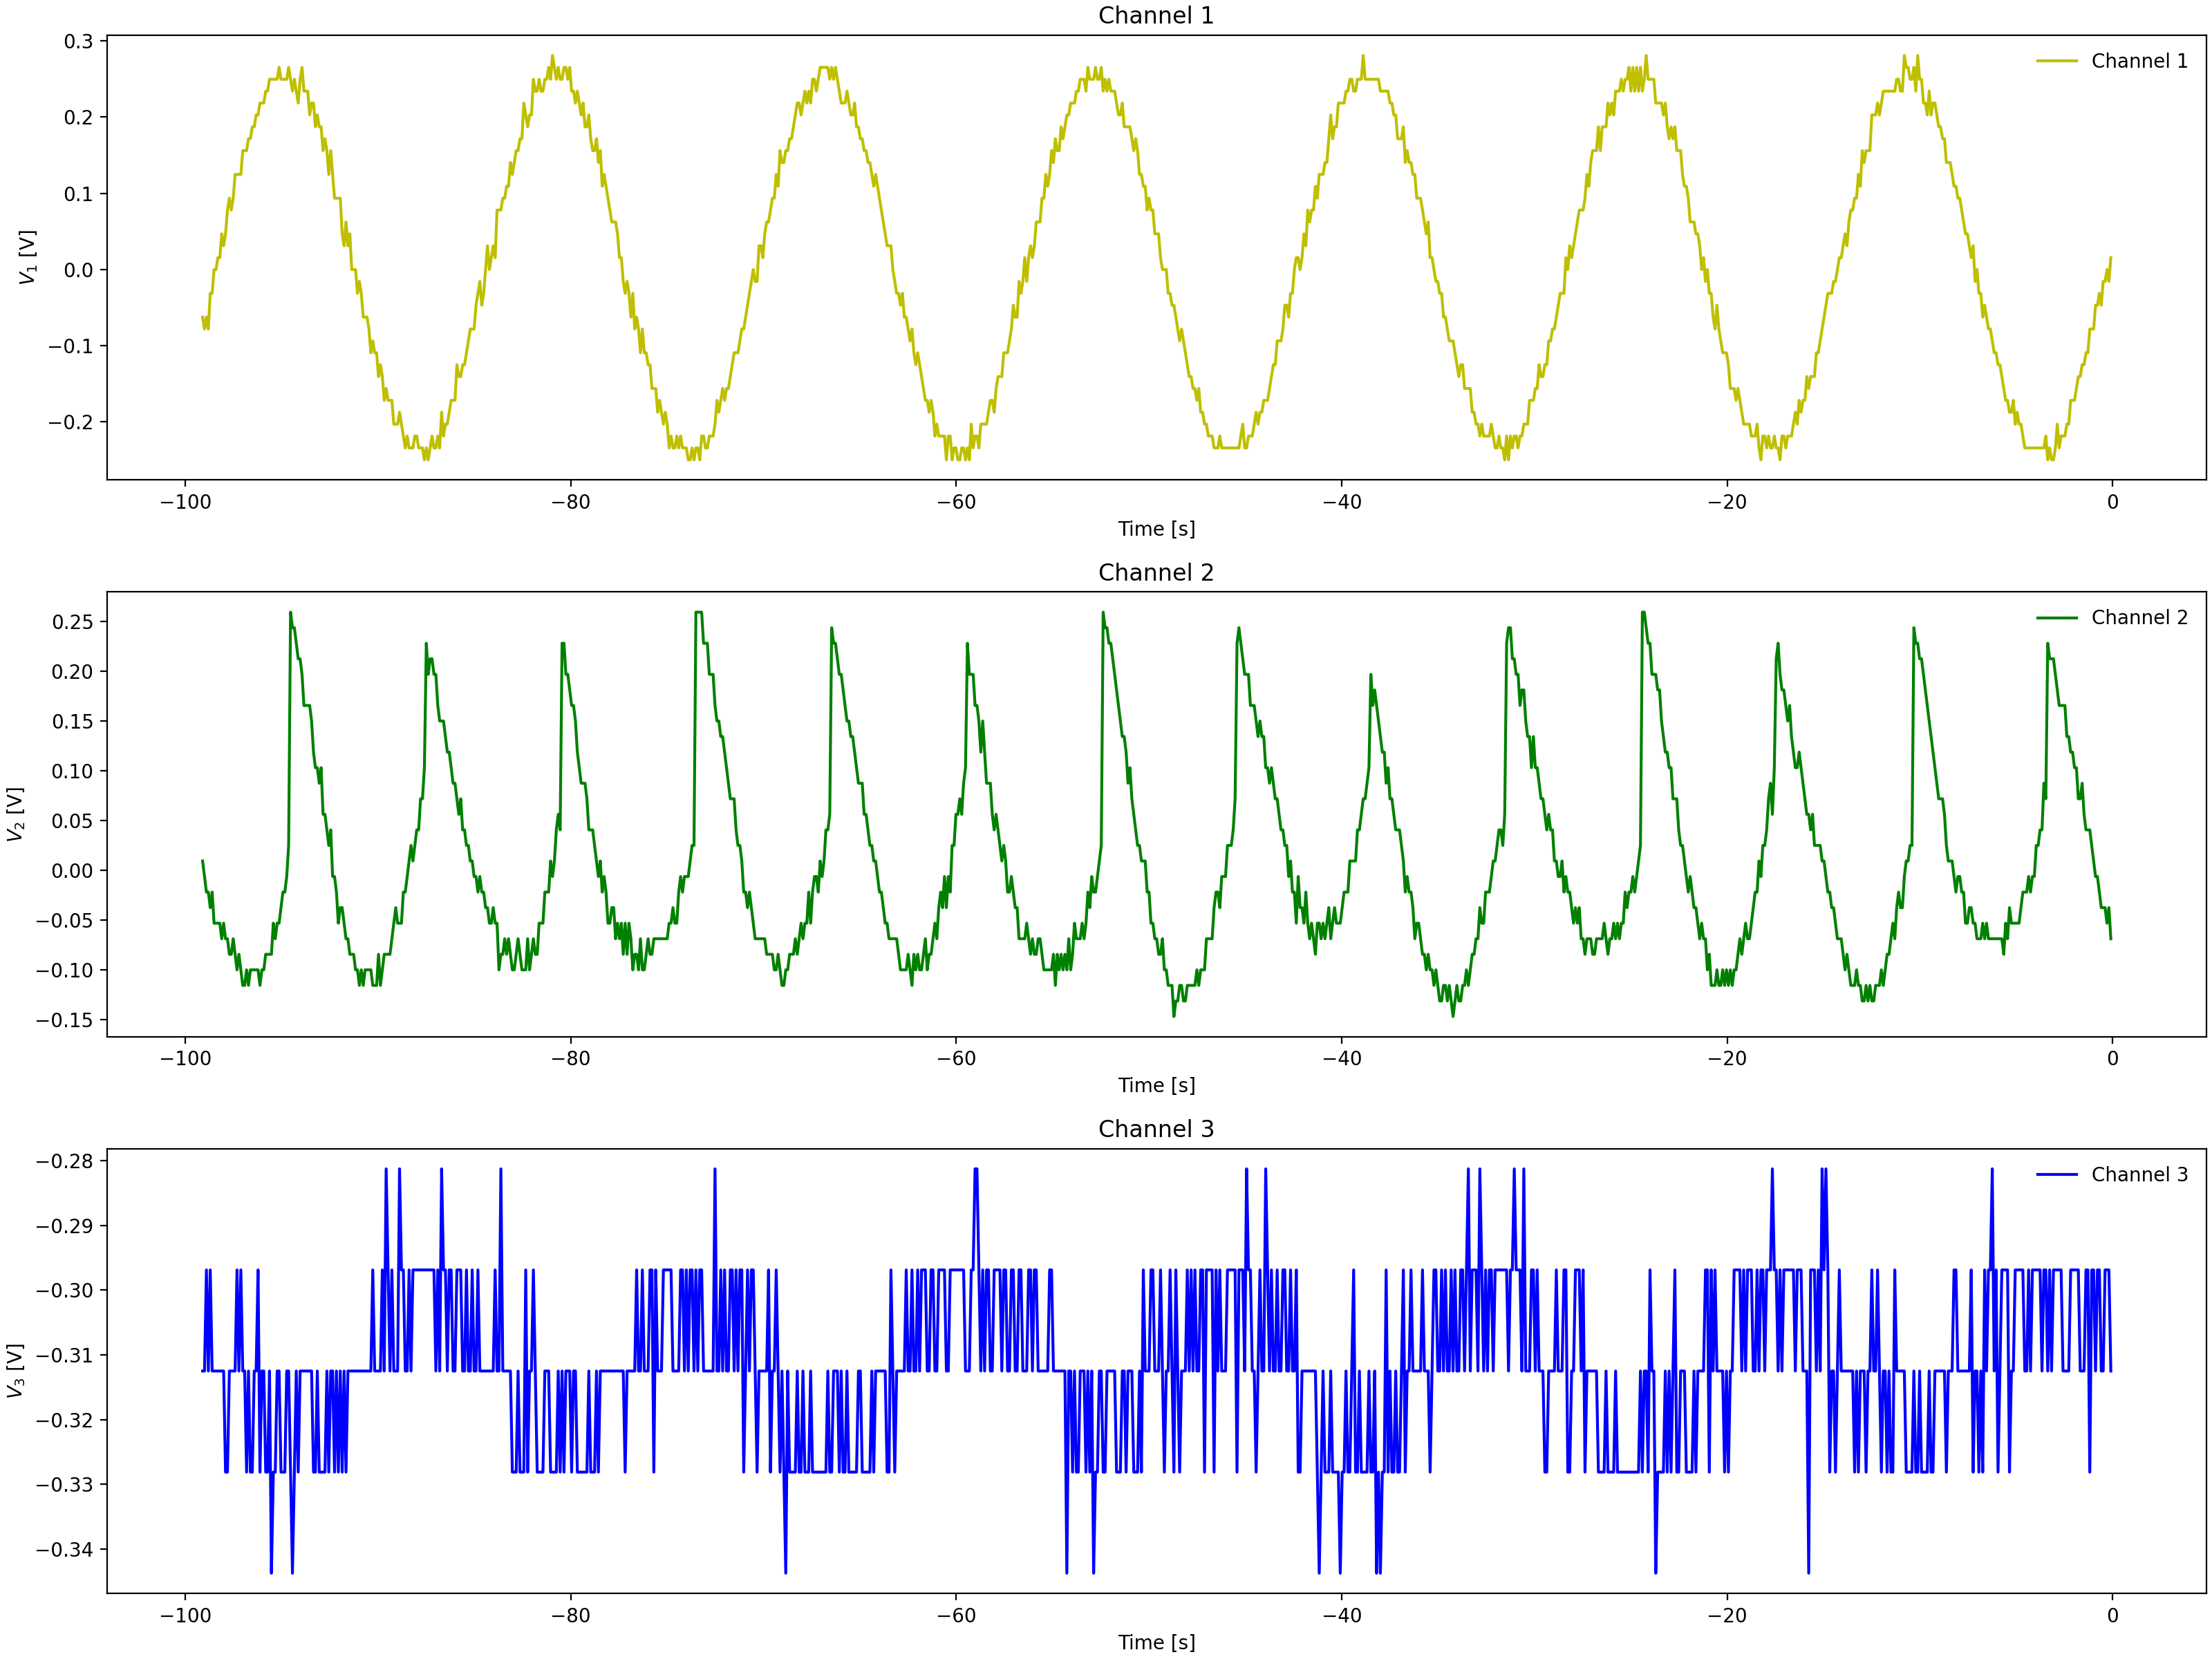 Channel 1
0.3
0.2
0.1
0.0
−0.1
−0.2
V1 [V]
Channel 1
−100 −80 −60 −40 −20 0
Time [s]
Channel 2
0.25
0.20
0.15
0.10
0.05
0.00
−0.05
−0.10
−0.15
V2 [V]
Channel 2
−100 −80 −60 −40 −20 0
Time [s]
Channel 3
−0.28
−0.29
−0.30
−0.31
−0.32
−0.33
−0.34
V3 [V]
Channel 3
−100 −80 −60 −40 −20 0
Time [s]